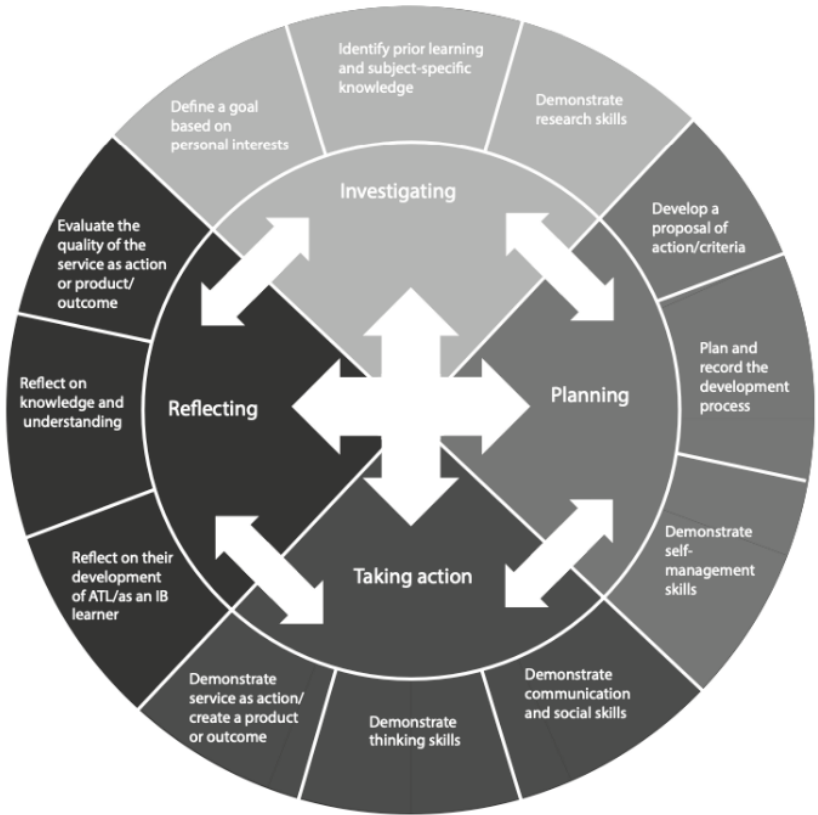 Identify prior learning
and subject-specific
knowledge
Define a goal
based on
personal interests
Demonstrate
research skills
Investigating
Develop a
proposal of
action/criteria
Plan and
record the
development
process
Demonstrate
self-
management
skills
Planning
Demonstrate
communication
and social skills
Demonstrate
thinking skills
Demonstrate
service as action/
create a product
or outcome
Taking action
Reflect on their
development
of ATL/as an IB
learner
Reflect on
knowledge and
understanding
Evaluate the
quality of the
service as action
or product/
outcome
Reflecting